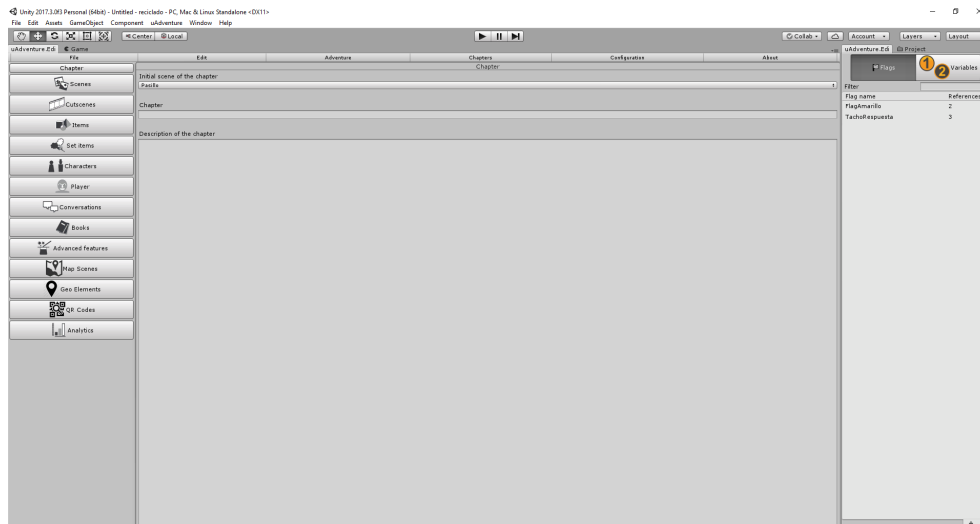 Unity 2017.3.0f3 Personal (64bit) - Untitled - reciclado - PC, Mac & Linux Standalone <DX11>
File Edit Assets GameObject Component uAdventure Window Help
Center Local Collab Account Layers Layout
uAdventure.Edi Game uAdventure.Edi Project
File Edit Adventure Chapters Configuration About
Chapter
Chapter
Flags 1 2 Variables
Initial scene of the chapter
Pasillo
Scenes
Filter
Flag name References
Cutscenes
Chapter
FlagAmarillo 2
TachoRespuesta 3
Items
Description of the chapter
Set items
Characters
Player
Conversations
Books
Advanced features
Map Scenes
Geo Elements
QR Codes
Analytics